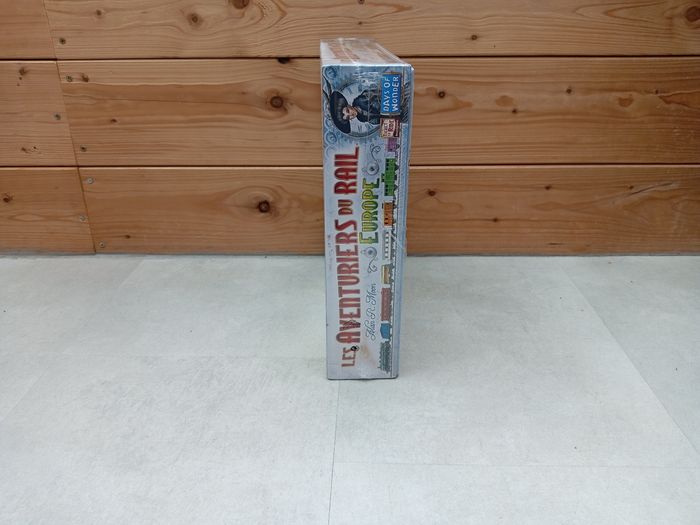 LES AVENTURIERS DU RAIL
EUROPE
Alan R. Moon
DAYS OF
WONDER